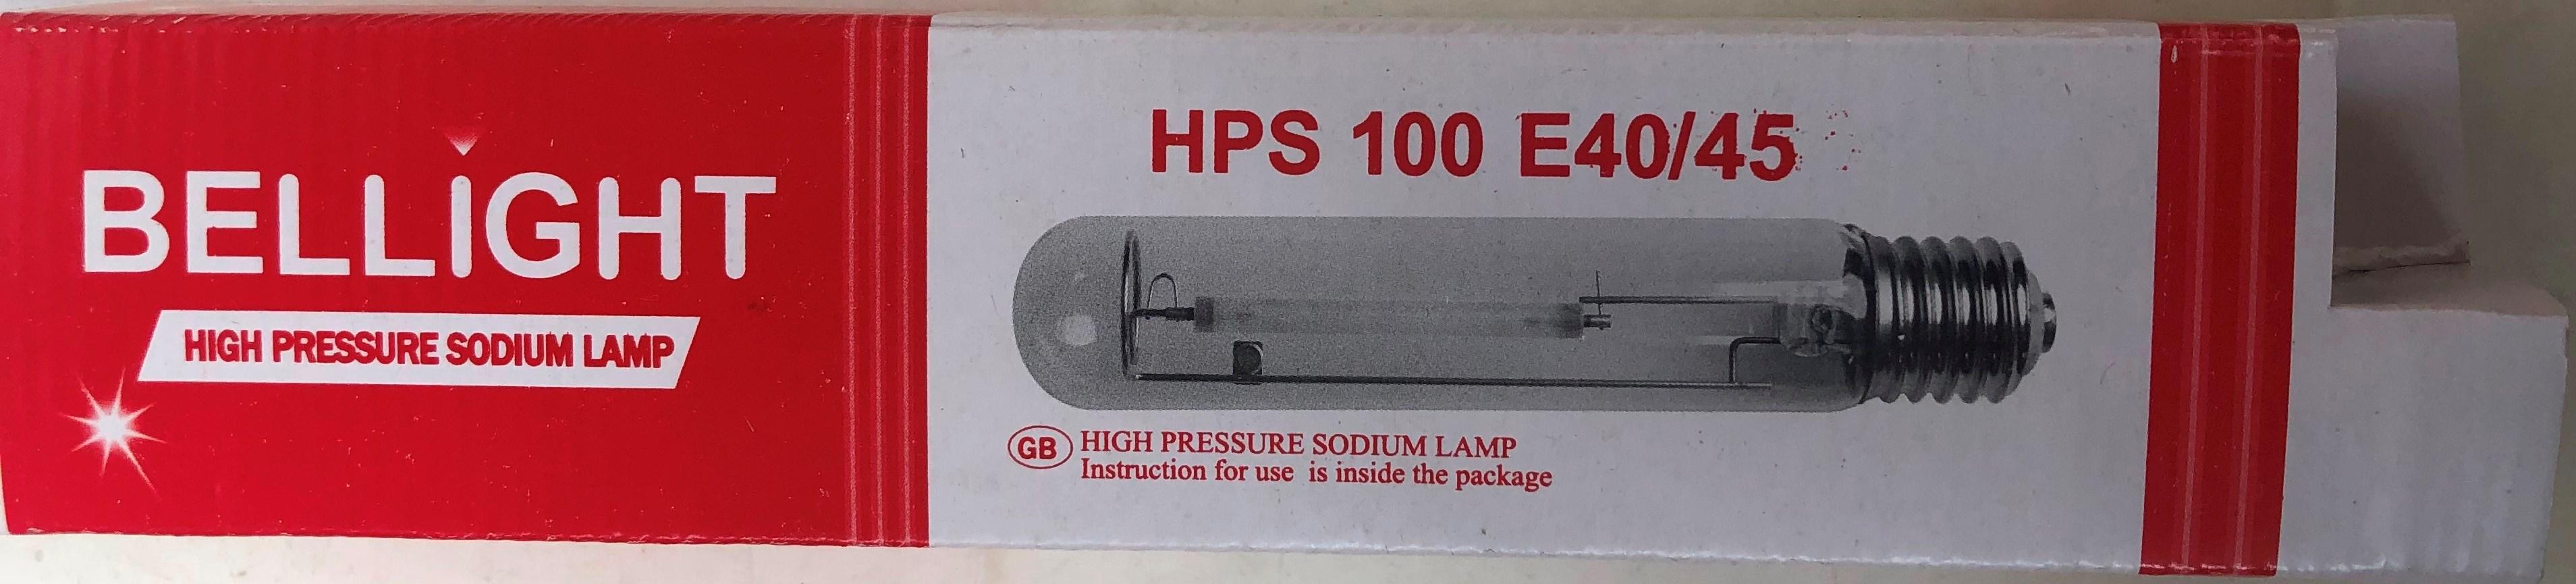 BELLIGHT
HIGH PRESSURE SODIUM LAMP
HPS 100 E40/45
GB HIGH PRESSURE SODIUM LAMP
Instruction for use is inside the package